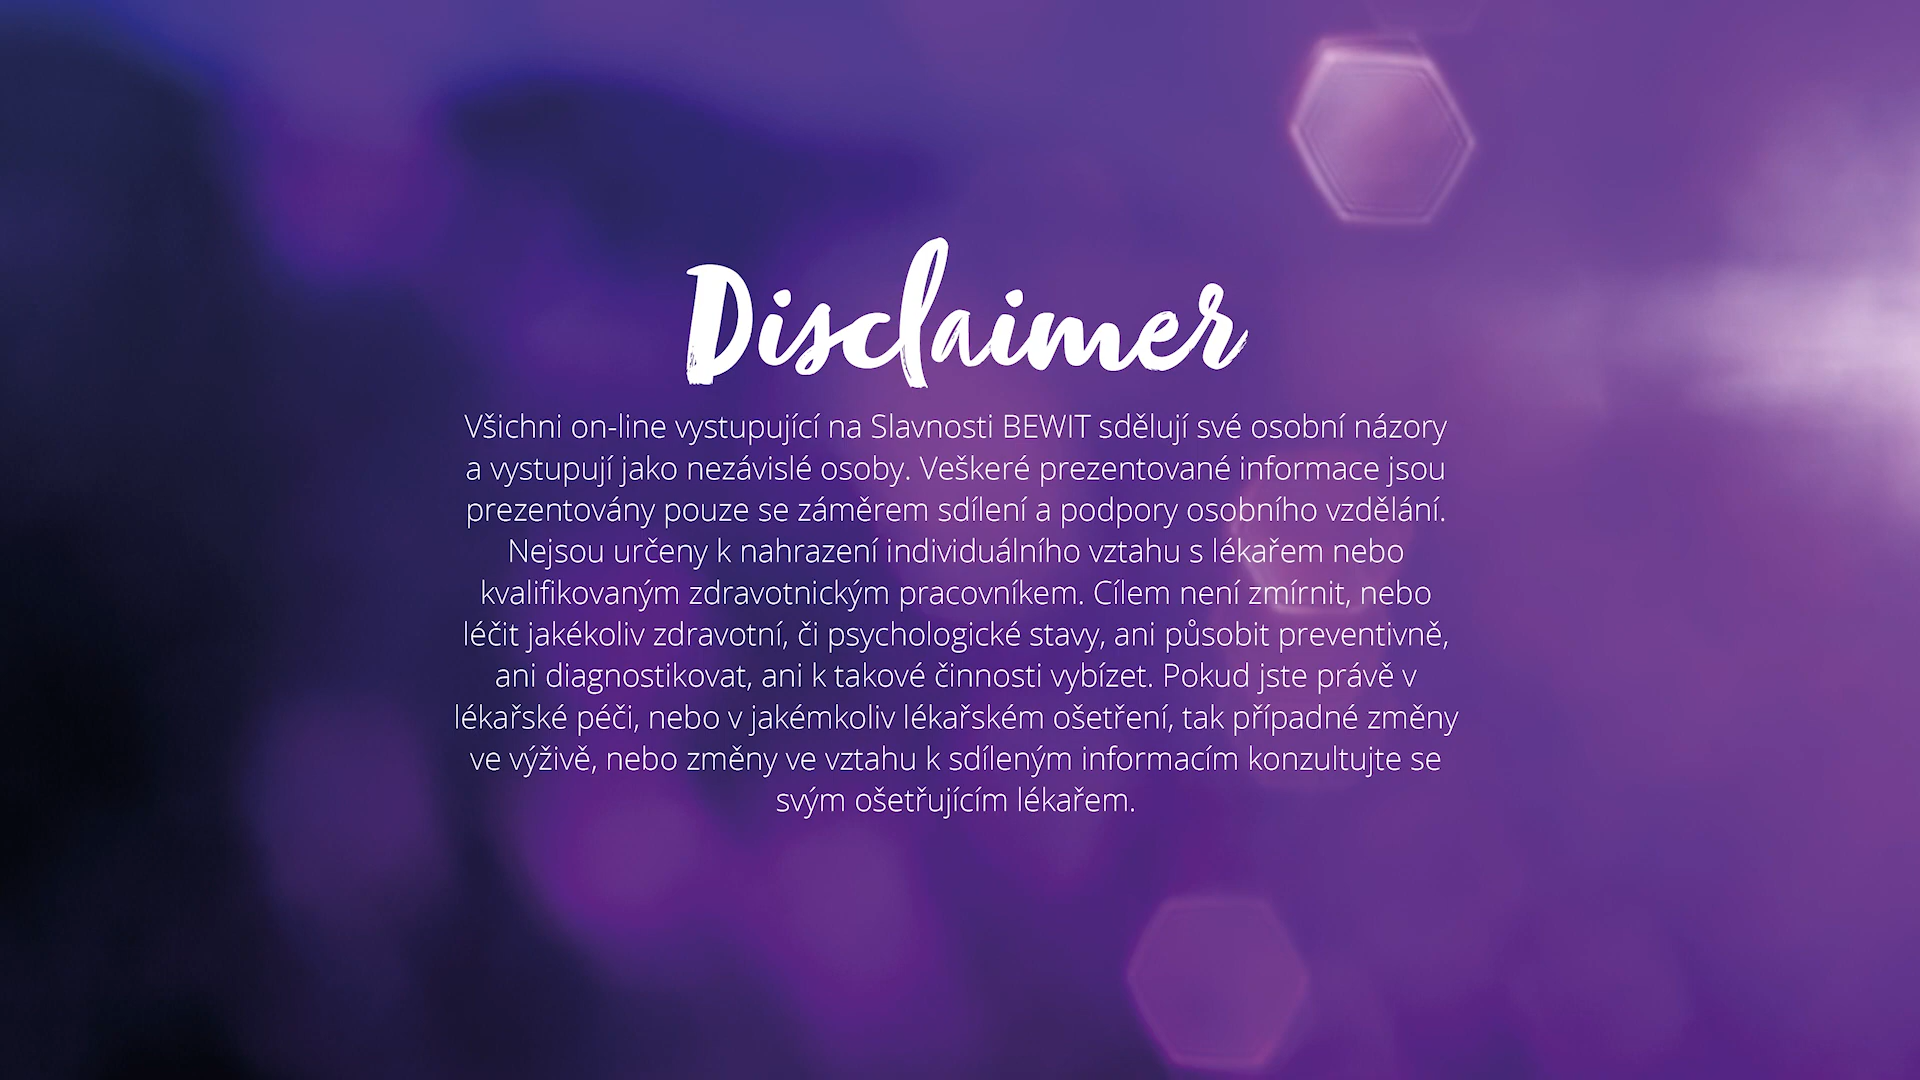 Disclaimer
Všichni on-line vystupující na Slavnosti BEWIT sdělují své osobní názory
a vystupují jako nezávislé osoby. Veškeré prezentované informace jsou
prezentovány pouze se záměrem sdílení a podpory osobního vzdělání.
Nejsou určeny k nahrazení individuálního vztahu s lékařem nebo
kvalifikovaným zdravotnickým pracovníkem. Cílem není zmírnit, nebo
léčit jakékoliv zdravotní, či psychologické stavy, ani působit preventivně,
ani diagnostikovat, ani k takové činnosti vybízet. Pokud jste právě v
lékařské péči, nebo v jakémkoliv lékařském ošetření, tak případné změny
ve výživě, nebo změny ve vztahu k sdíleným informacím konzultujte se
svým ošetřujícím lékařem.